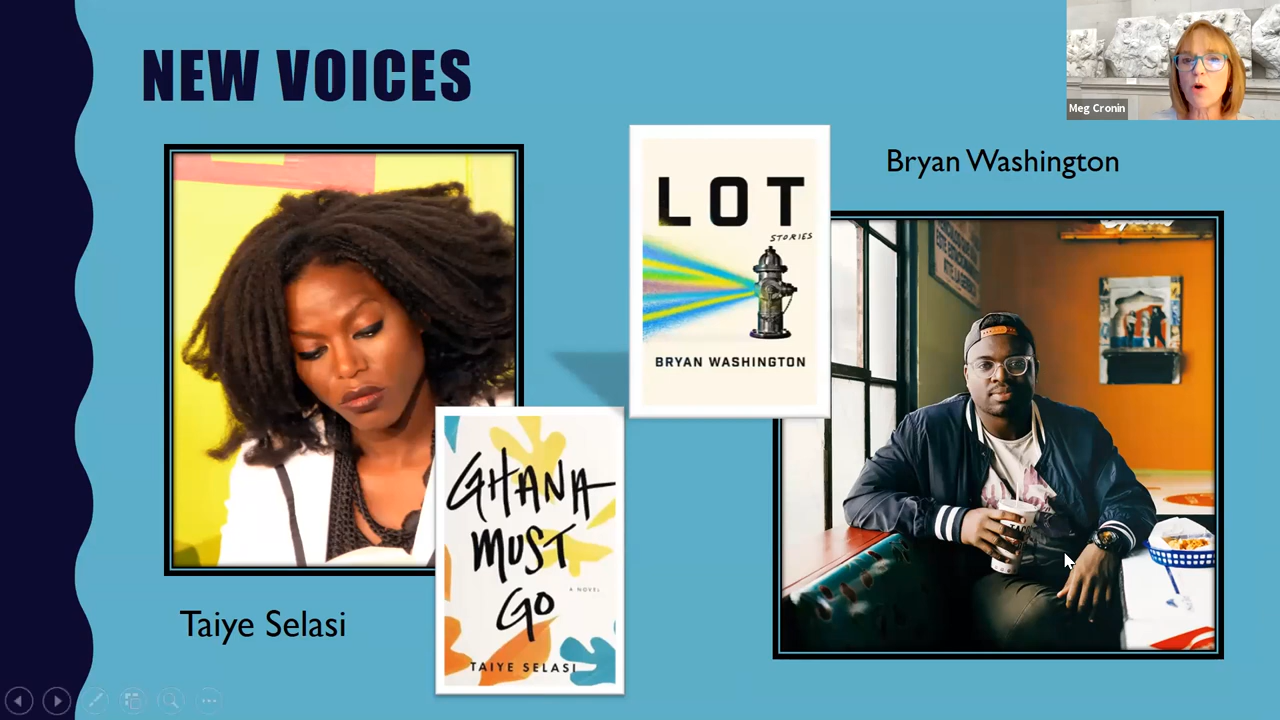 NEW VOICES
Meg Cronin
LOT
STORIES
BRYAN WASHINGTON
Bryan Washington
GHANA
MUST
GO
A NOVEL
TAIYE SELASI
Taiye Selasi